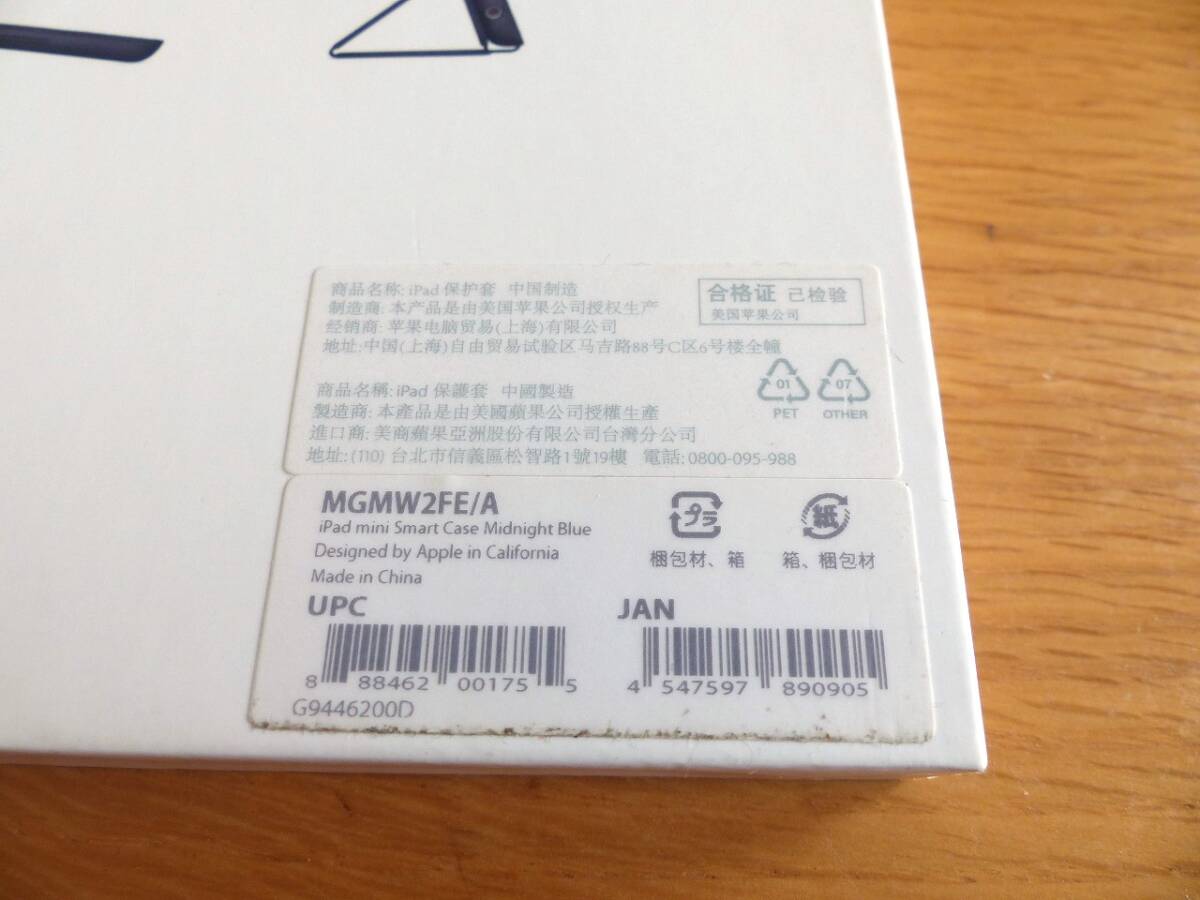 商品名称: iPad 保护套 中国制造
制造商: 本产品是由美国苹果公司授权生产
经销商: 苹果电脑贸易(上海)有限公司
地址: 中国(上海)自由贸易试验区马吉路88号C区6号楼全幢
合格证 已检验
美国苹果公司
01
PET
07
OTHER
商品名稱: iPad 保護套 中國製造
製造商: 本產品是由美國蘋果公司授權生產
進口商: 美商蘋果亞洲股份有限公司台灣分公司
地址: (110) 台北市信義區松智路1號19樓 電話: 0800-095-988
MGMW2FE/A
iPad mini Smart Case Midnight Blue
Designed by Apple in California
Made in China
プラ
梱包材、箱
紙
箱、梱包材
UPC
8 88462 00175 5
JAN
4 547597 890905
G9446200D